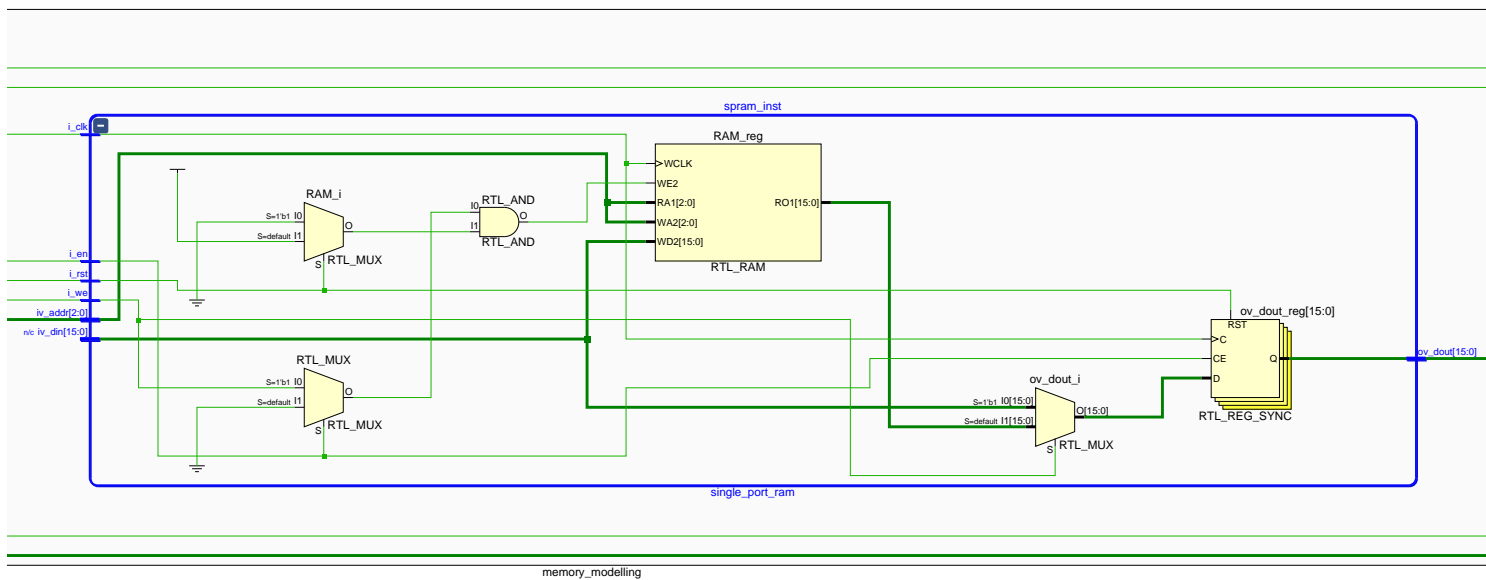 spram_inst
i_clk
RAM_reg
WCLK
WE2
RA1[2:0]
RO1[15:0]
WA2[2:0]
WD2[15:0]
RTL_RAM
RAM_i
S=1'b1 I0
O
S=default I1
S
RTL_MUX
RTL_AND
I0
O
I1
RTL_AND
i_en
i_rst
i_we
iv_addr[2:0]
n/c iv_din[15:0]
ov_dout_reg[15:0]
RST
C
CE
Q
D
RTL_REG_SYNC
ov_dout[15:0]
RTL_MUX
S=1'b1 I0
O
S=default I1
S
RTL_MUX
ov_dout_i
S=1'b1 I0[15:0]
O[15:0]
S=default I1[15:0]
S
RTL_MUX
single_port_ram
memory_modelling